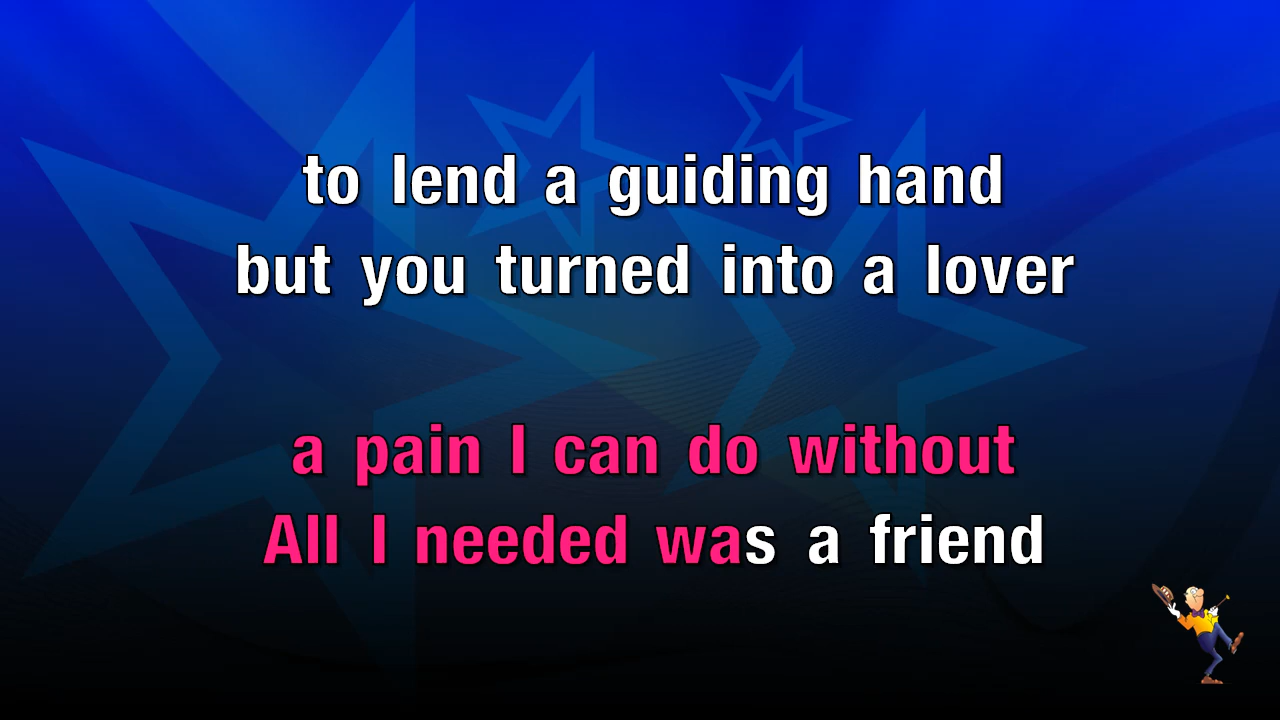 to lend a guiding hand
but you turned into a lover
a pain I can do without
All I needed was a friend